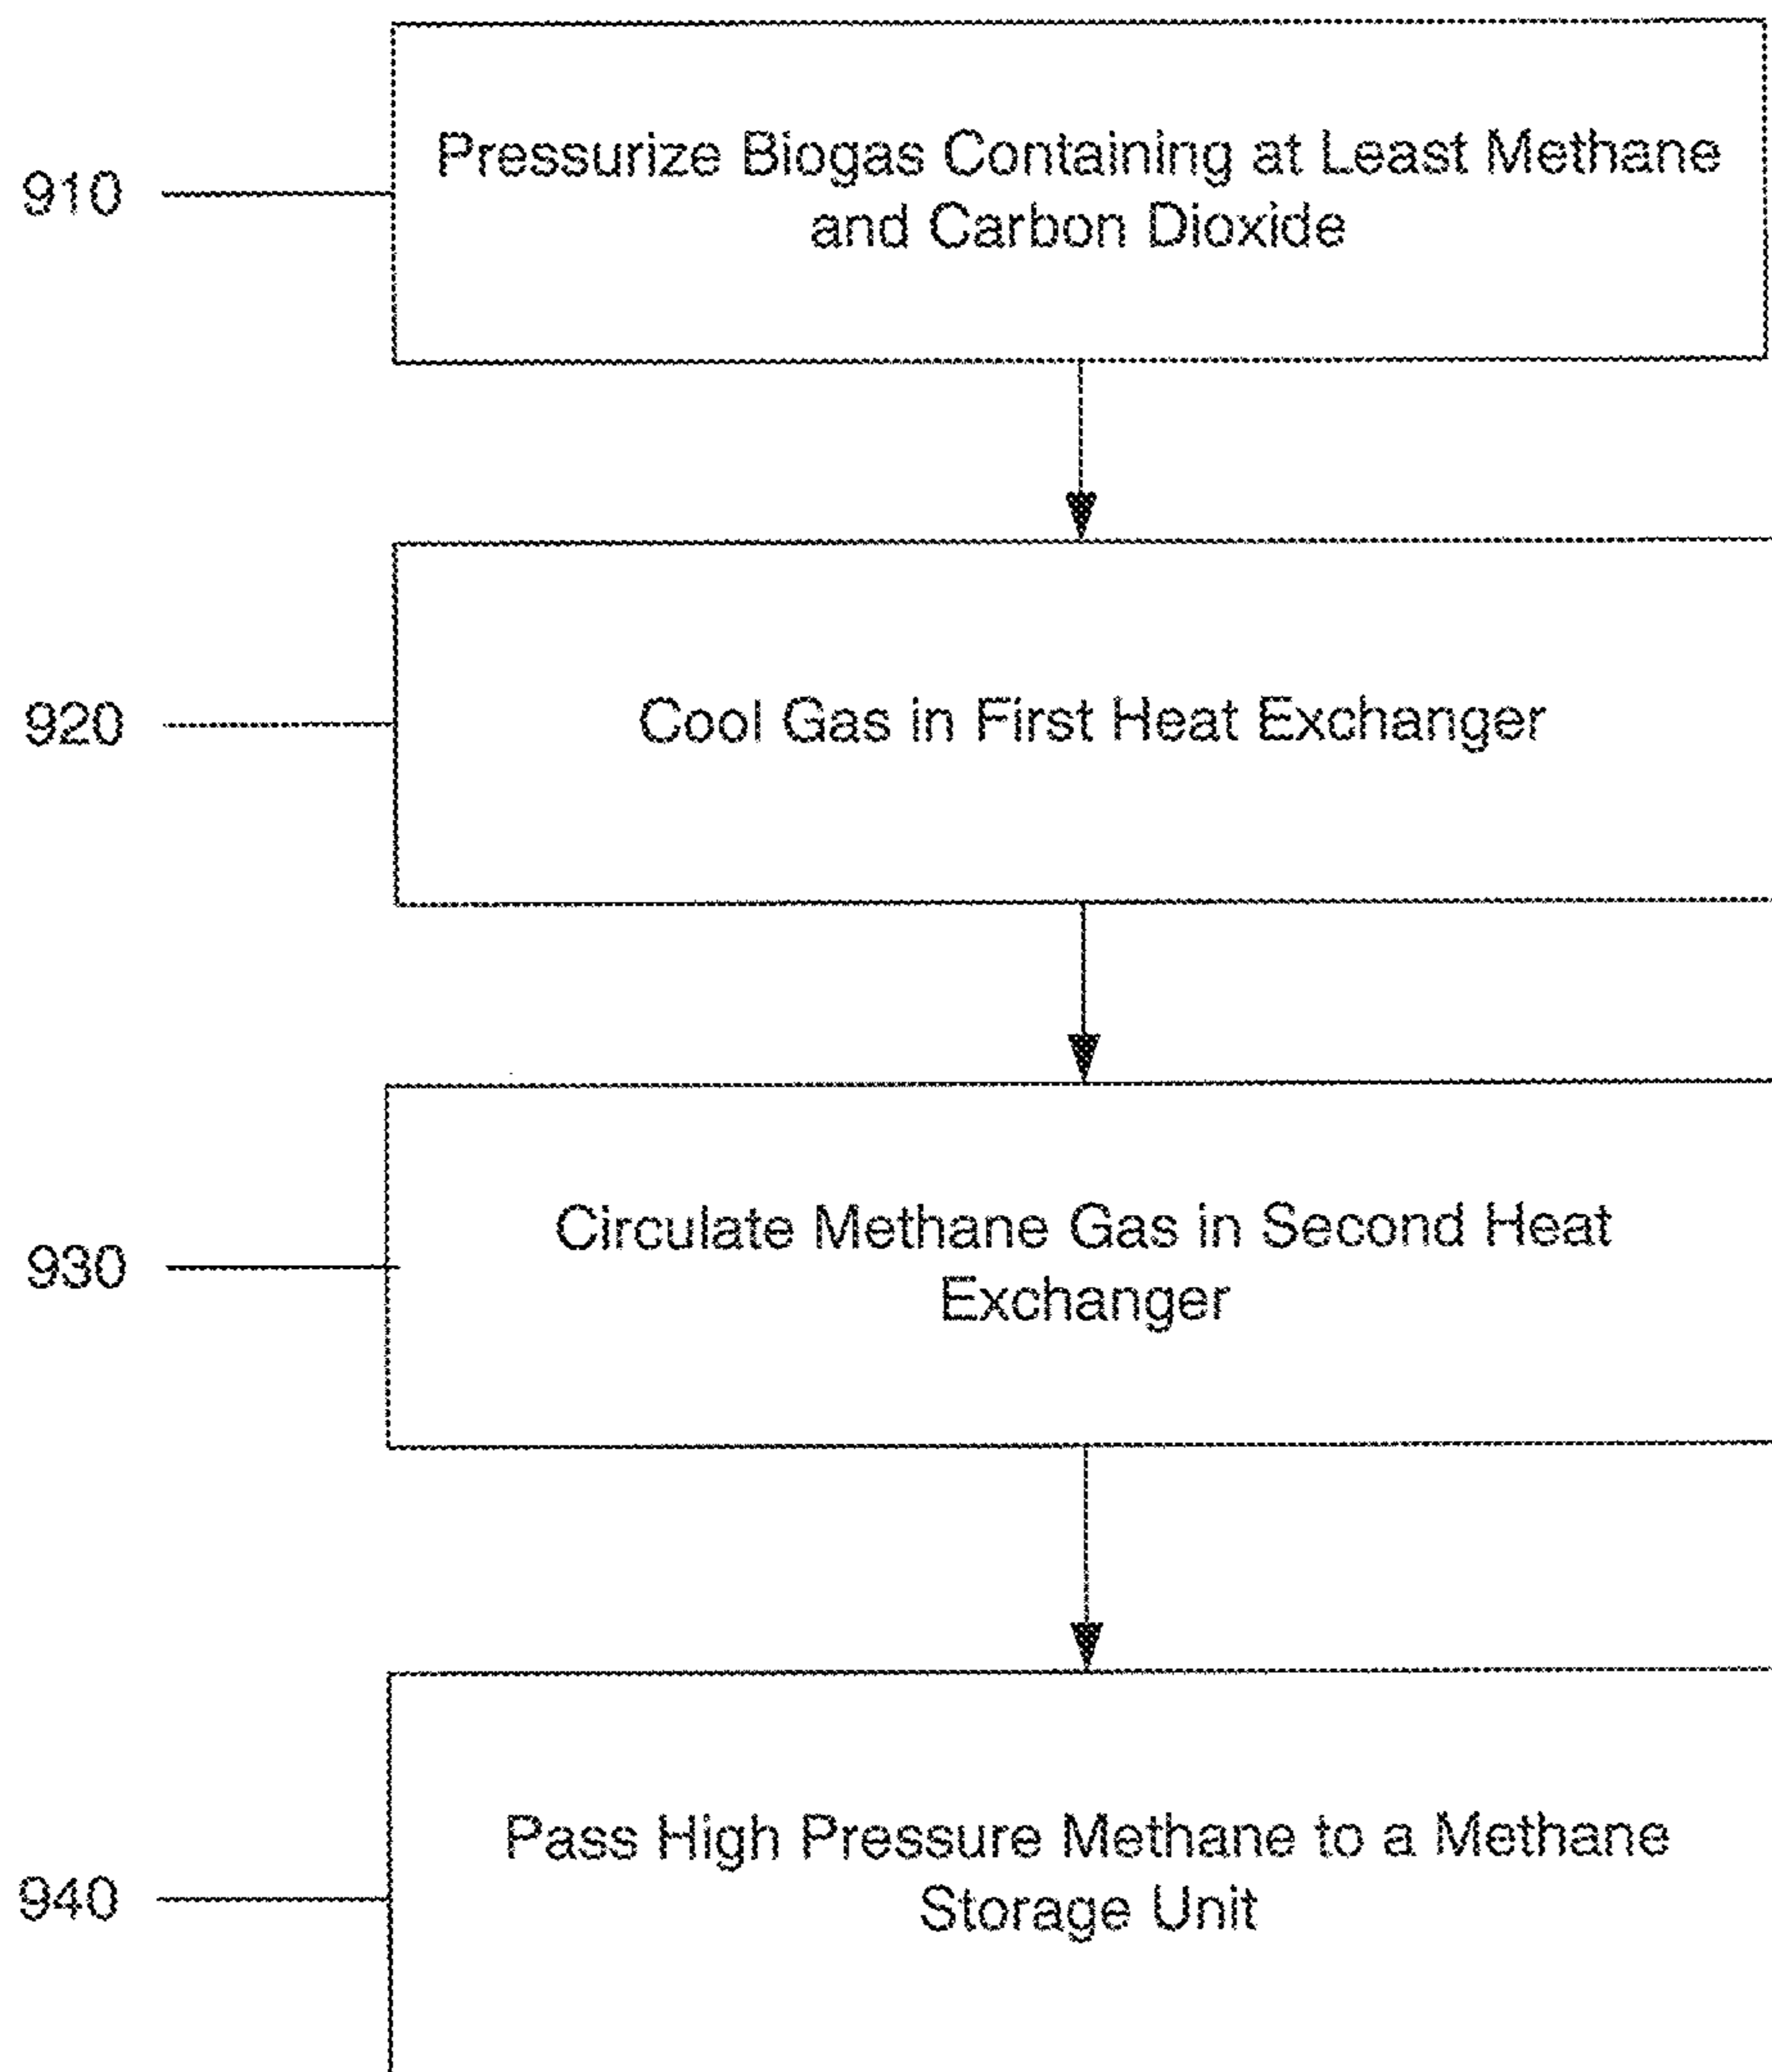 910
Pressurize Biogas Containing at Least Methane
and Carbon Dioxide
920
Cool Gas in First Heat Exchanger
930
Circulate Methane Gas in Second Heat
Exchanger
940
Pass High Pressure Methane to a Methane
Storage Unit